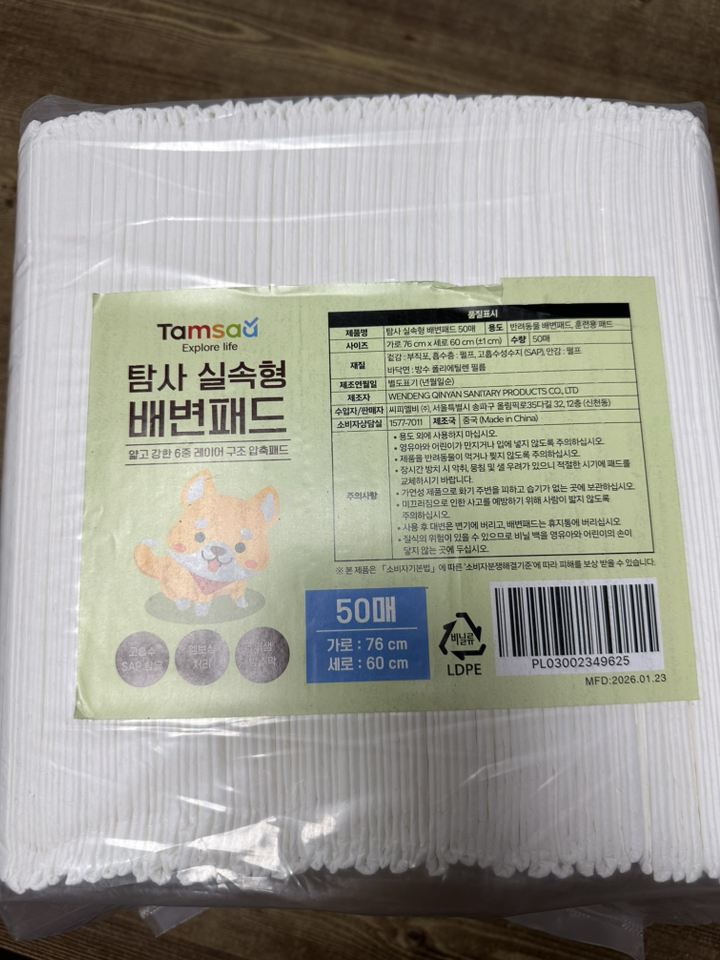 Tamsaa
Explore life
탐사 실속형
배변패드
얇고 강한 6중 레이어 구조 압축패드
고흡수
SAP 함유
엠보싱
처리
50매
가로 : 76 cm
세로 : 60 cm
품질표시
제품명 탐사 실속형 배변패드 50매 용도 반려동물 배변패드, 훈련용 패드
사이즈 가로 76 cm x 세로 60 cm (±1 cm) 수량 50매
재질 겉감 : 부직포, 흡수층 : 펄프, 고흡수성수지 (SAP), 안감 : 펄프
바닥면 : 방수 폴리에틸렌 필름
제조연월일 별도표기 (년월일순)
제조자 WENDENG QINYAN SANITARY PRODUCTS CO., LTD
수입자/판매자 씨피엘비 ㈜, 서울특별시 송파구 올림픽로35다길 32, 12층 (신천동)
소비자상담실 1577-7011 제조국 중국 (Made in China)
주의사항
• 용도 외에 사용하지 마십시오.
• 영유아와 어린이가 만지거나 입에 넣지 않도록 주의하십시오.
• 제품을 반려동물이 먹거나 찢지 않도록 주의하십시오.
• 장시간 방치 시 악취, 뭉침 및 샐 우려가 있으니 적절한 시기에 패드를
교체하시기 바랍니다.
• 가연성 제품으로 화기 주변을 피하고 습기가 없는 곳에 보관하십시오.
• 미끄러짐으로 인한 사고를 예방하기 위해 사람이 밟지 않도록
주의하십시오.
• 사용 후 대변은 변기에 버리고, 배변패드는 휴지통에 버리십시오
• 질식의 위험이 있을 수 있으므로 비닐 백을 영유아와 어린이의 손이
닿지 않는 곳에 두십시오.
※ 본 제품은 「소비자기본법」에 따른 '소비자분쟁해결기준'에 따라 피해를 보상 받을 수 있습니다.
비닐류
LDPE
PL03002349625
MFD:2026.01.23